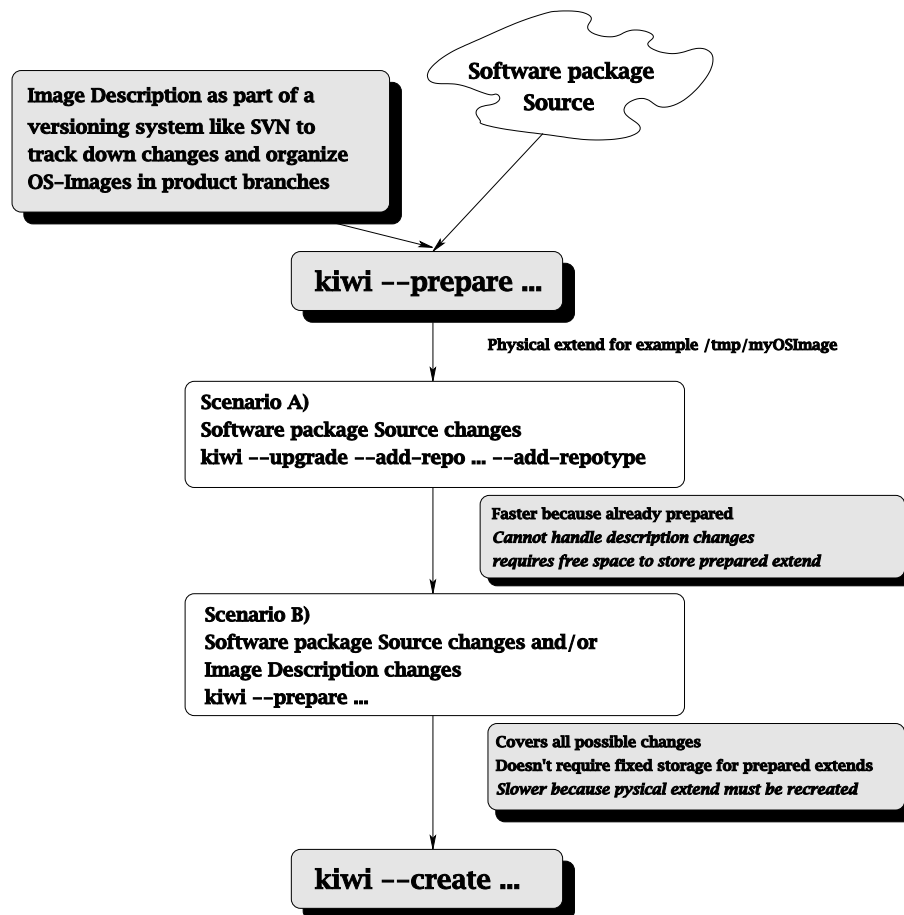 Software package
Source
Image Description as part of a
versioning system like SVN to
track down changes and organize
OS-Images in product branches
kiwi --prepare ...
Physical extend for example /tmp/myOSImage
Scenario A)
Software package Source changes
kiwi --upgrade --add-repo ... --add-repotype
Faster because already prepared
Cannot handle description changes
requires free space to store prepared extend
Scenario B)
Software package Source changes and/or
Image Description changes
kiwi --prepare ...
Covers all possible changes
Doesn't require fixed storage for prepared extends
Slower because pysical extend must be recreated
kiwi --create ...